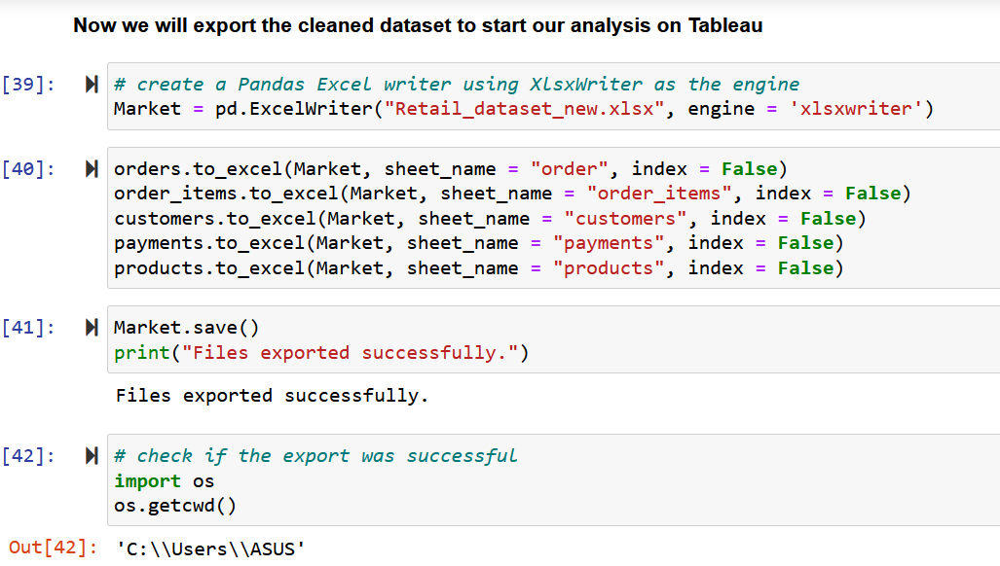 Now we will export the cleaned dataset to start our analysis on Tableau
[39]:
# create a Pandas Excel writer using XlsxWriter as the engine
Market = pd.ExcelWriter("Retail_dataset_new.xlsx", engine = 'xlsxwriter')
[40]:
orders.to_excel(Market, sheet_name = "order", index = False)
order_items.to_excel(Market, sheet_name = "order_items", index = False)
customers.to_excel(Market, sheet_name = "customers", index = False)
payments.to_excel(Market, sheet_name = "payments", index = False)
products.to_excel(Market, sheet_name = "products", index = False)
[41]:
Market.save()
print("Files exported successfully.")
Files exported successfully.
[42]:
# check if the export was successful
import os
os.getcwd()
Out[42]: 'C:\\Users\\ASUS'